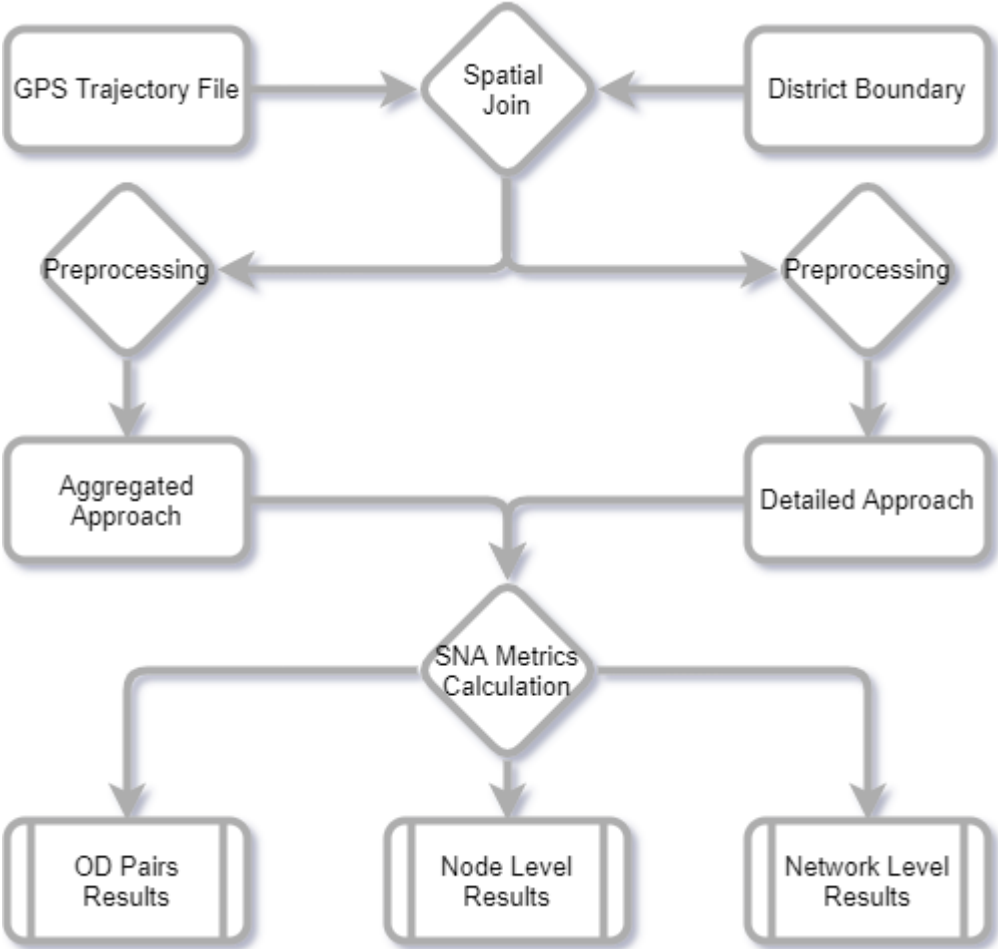 GPS Trajectory File
Spatial
Join
District Boundary
Preprocessing
Preprocessing
Aggregated
Approach
Detailed Approach
SNA Metrics
Calculation
OD Pairs
Results
Node Level
Results
Network Level
Results